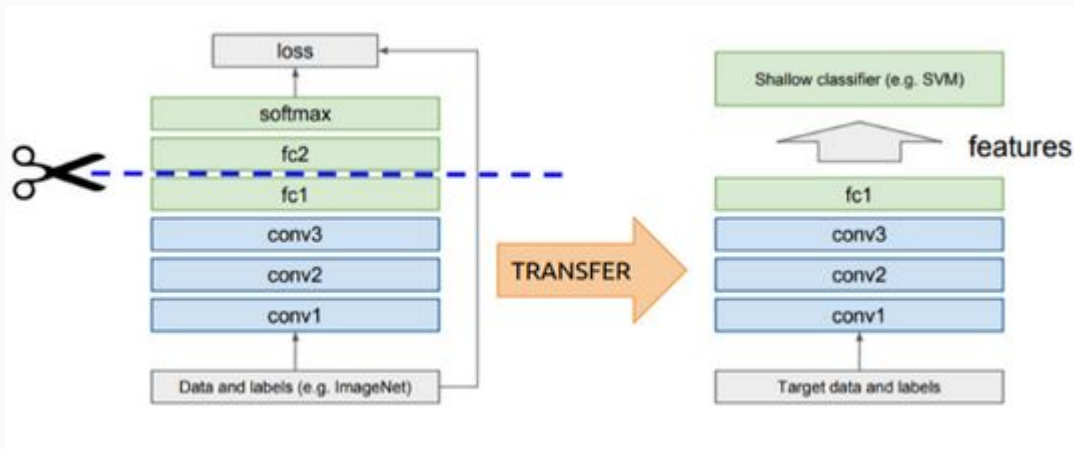 loss
softmax
fc2
fc1
conv3
conv2
conv1
Data and labels (e.g. ImageNet)
TRANSFER
Shallow classifier (e.g. SVM)
features
fc1
conv3
conv2
conv1
Target data and labels